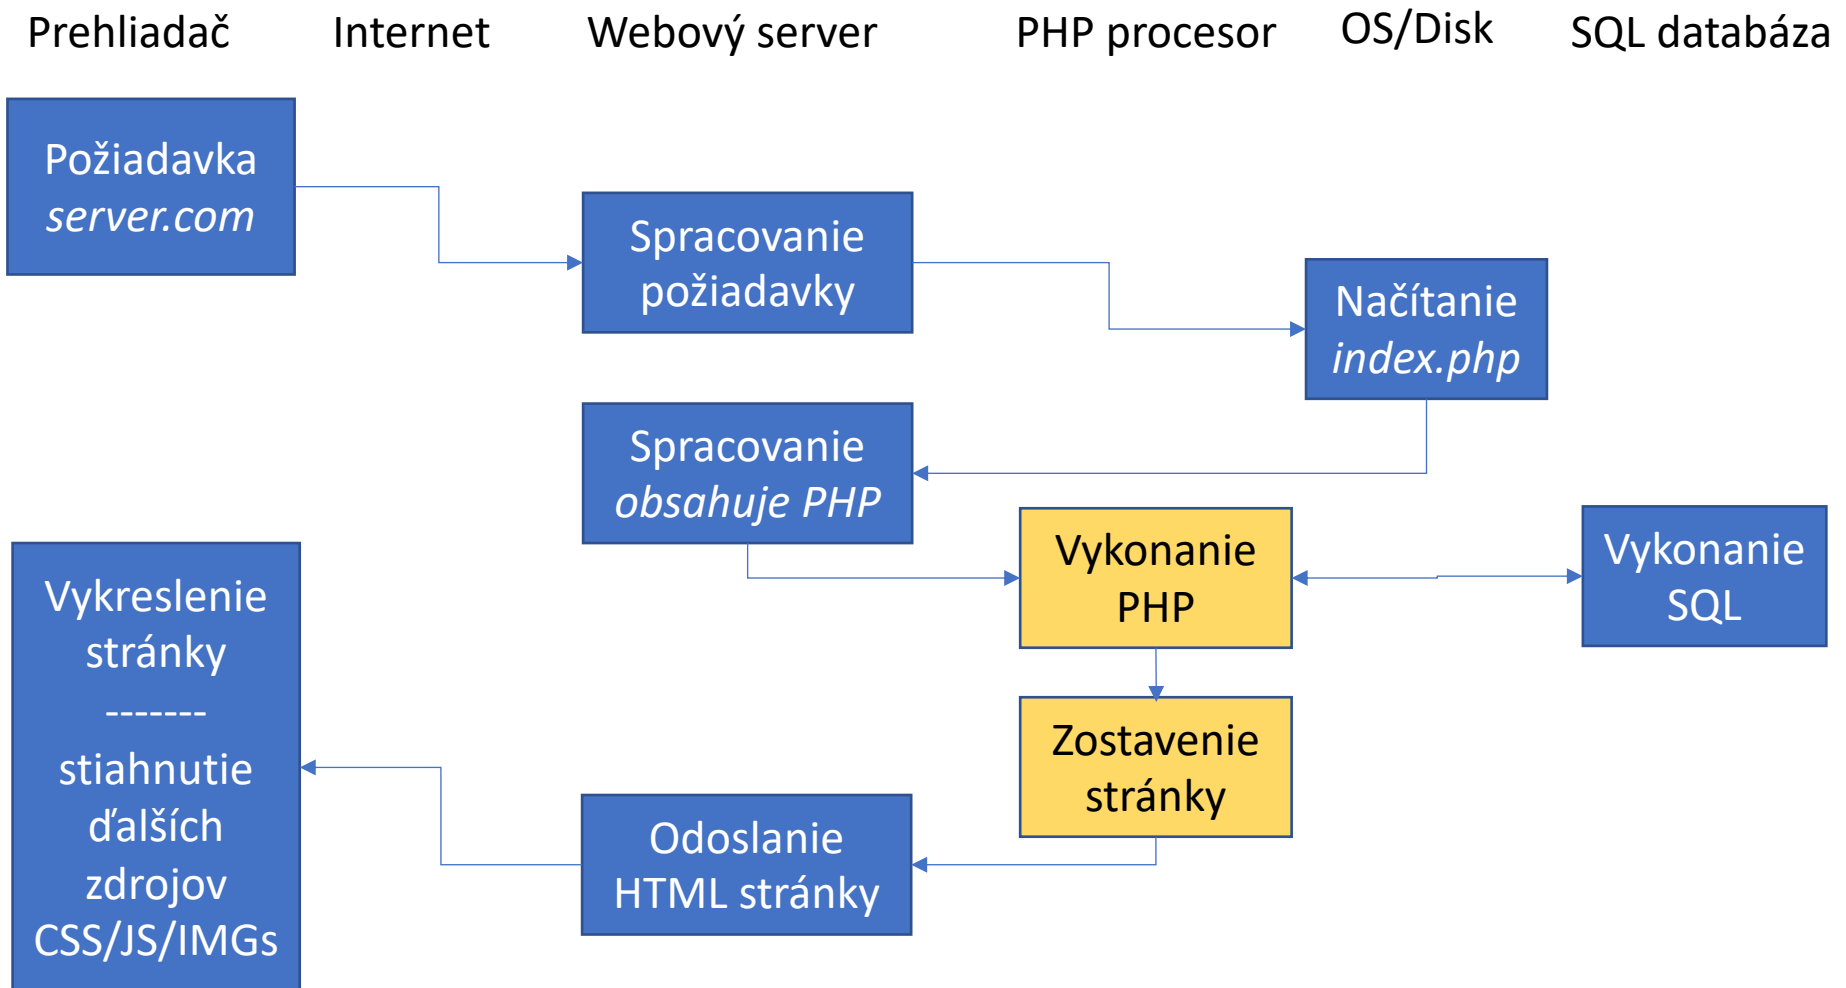 Prehliadač
Internet
Webový server
PHP procesor
OS/Disk
SQL databáza
Požiadavka
server.com
Spracovanie
požiadavky
Načítanie
index.php
Spracovanie
obsahuje PHP
Vykonanie
PHP
Vykonanie
SQL
Vykreslenie
stránky
-------
stiahnutie
ďalších
zdrojov
CSS/JS/IMGs
Zostavenie
stránky
Odoslanie
HTML stránky